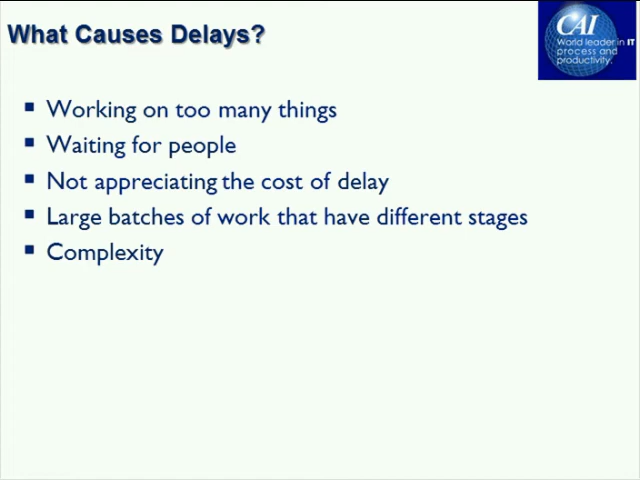 What Causes Delays?
CAI
World leader in IT
process and
productivity.
Working on too many things
Waiting for people
Not appreciating the cost of delay
Large batches of work that have different stages
Complexity